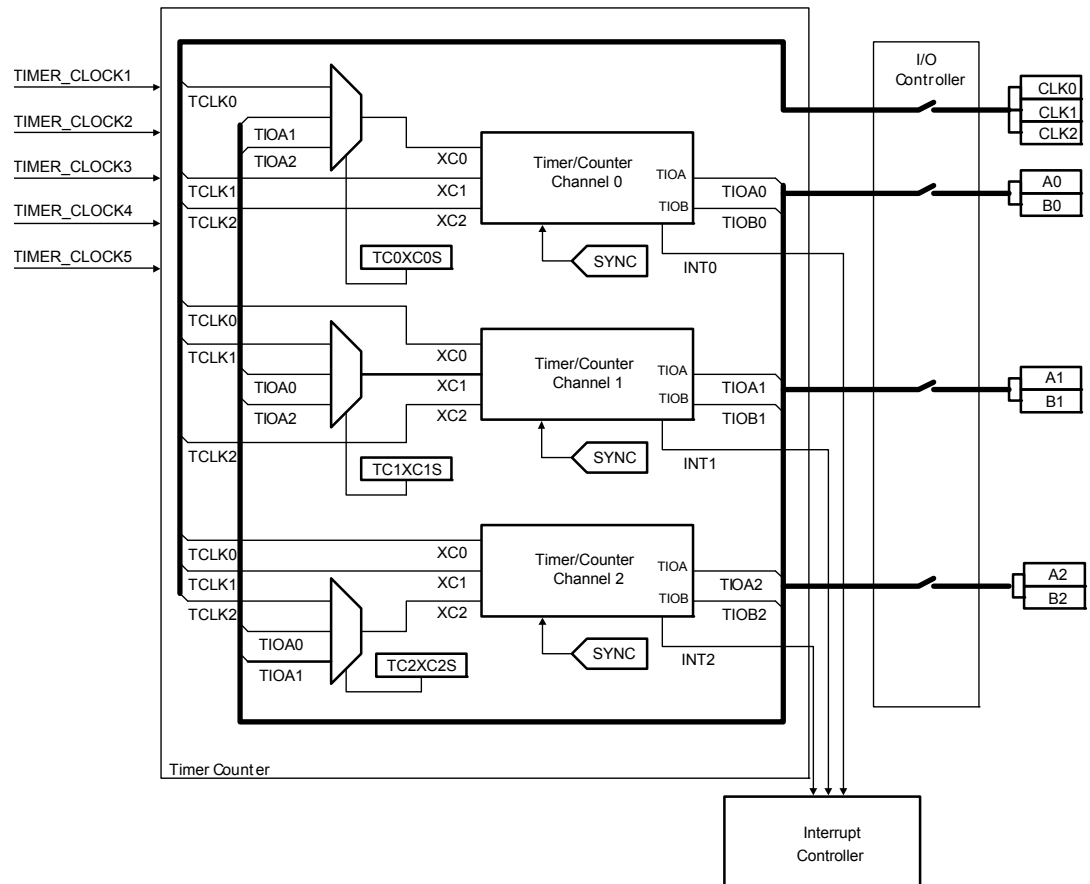 TIMER_CLOCK1
TIMER_CLOCK2
TIMER_CLOCK3
TIMER_CLOCK4
TIMER_CLOCK5
TCLK0
TIOA1
TIOA2
TCLK1
TCLK2
XC0
XC1
XC2
Timer/Counter
Channel 0
TIOA
TIOB
TIOA0
TIOB0
TC0XC0S
SYNC
INT0
TCLK0
TCLK1
TIOA0
TIOA2
TCLK2
XC0
XC1
XC2
Timer/Counter
Channel 1
TIOA
TIOB
TIOA1
TIOB1
TC1XC1S
SYNC
INT1
TCLK0
TCLK1
TCLK2
TIOA0
TIOA1
XC0
XC1
XC2
Timer/Counter
Channel 2
TIOA
TIOB
TIOA2
TIOB2
TC2XC2S
SYNC
INT2
Timer Counter
I/O
Controller
CLK0
CLK1
CLK2
A0
B0
A1
B1
A2
B2
Interrupt
Controller